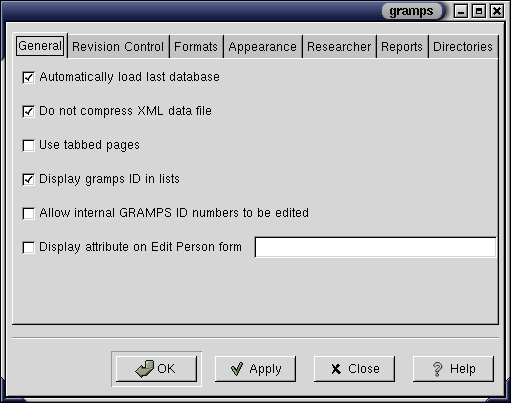 gramps
General Revision Control Formats Appearance Researcher Reports Directories
Automatically load last database
Do not compress XML data file
Use tabbed pages
Display gramps ID in lists
Allow internal GRAMPS ID numbers to be edited
Display attribute on Edit Person form
OK Apply Close Help